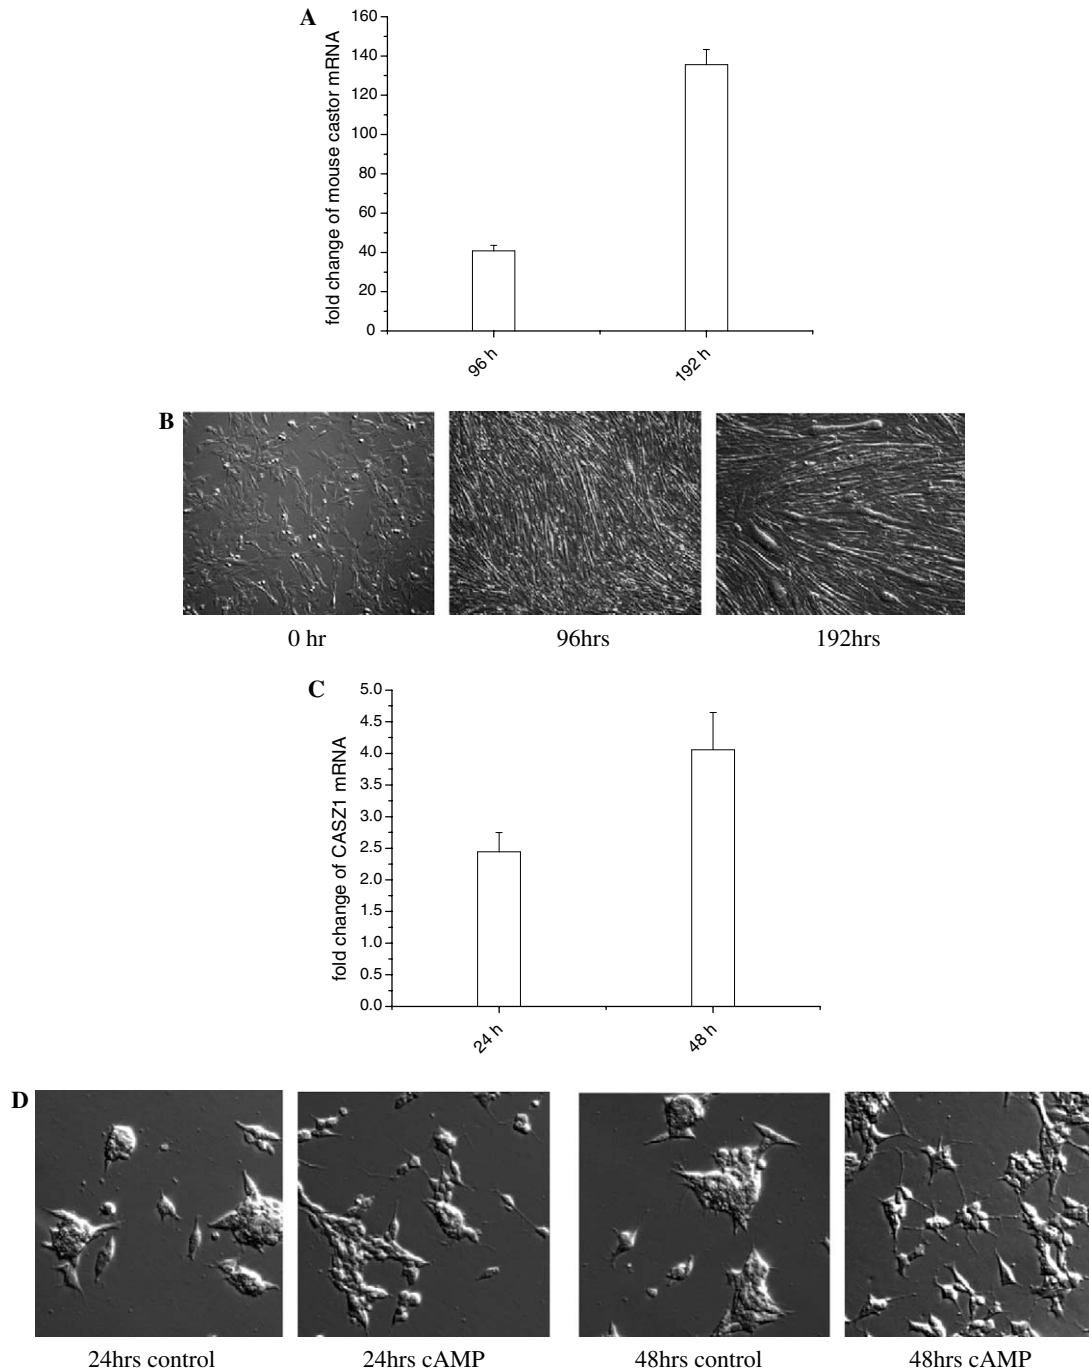 A
fold change of mouse castor mRNA
160
140
120
100
80
60
40
20
0
96 h
192 h
B
0 hr
96hrs
192hrs
C
fold change of CASZ1 mRNA
5.0
4.5
4.0
3.5
3.0
2.5
2.0
1.5
1.0
0.5
0.0
24 h
48 h
D
24hrs control
24hrs cAMP
48hrs control
48hrs cAMP